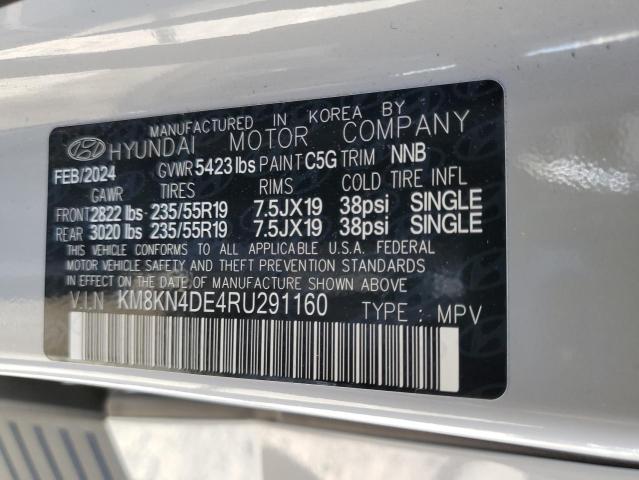 MANUFACTURED IN KOREA BY
HYUNDAI MOTOR COMPANY
FEB/2024 GVWR 5423 lbs PAINT C5G TRIM NNB
GAWR TIRES RIMS COLD TIRE INFL
FRONT 2822 lbs- 235/55R19 7.5JX19 38psi SINGLE
REAR 3020 lbs- 235/55R19 7.5JX19 38psi SINGLE
THIS VEHICLE CONFORMS TO ALL APPLICABLE U.S.A. FEDERAL
KM SAFETY AND THEFT PREVENTION STANDARDS
IN EFFECT ON THE DATE OF MANUFACTURE SHOWN ABOVE.
V.I.N KM8KN4DE4RU291160 TYPE : MPV